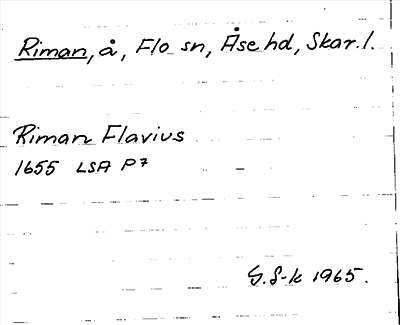 Riman, å, Flo sn, Åse hd, Skar. l.
Riman Flavius
1655 LSA P7
G.S-k 1965.